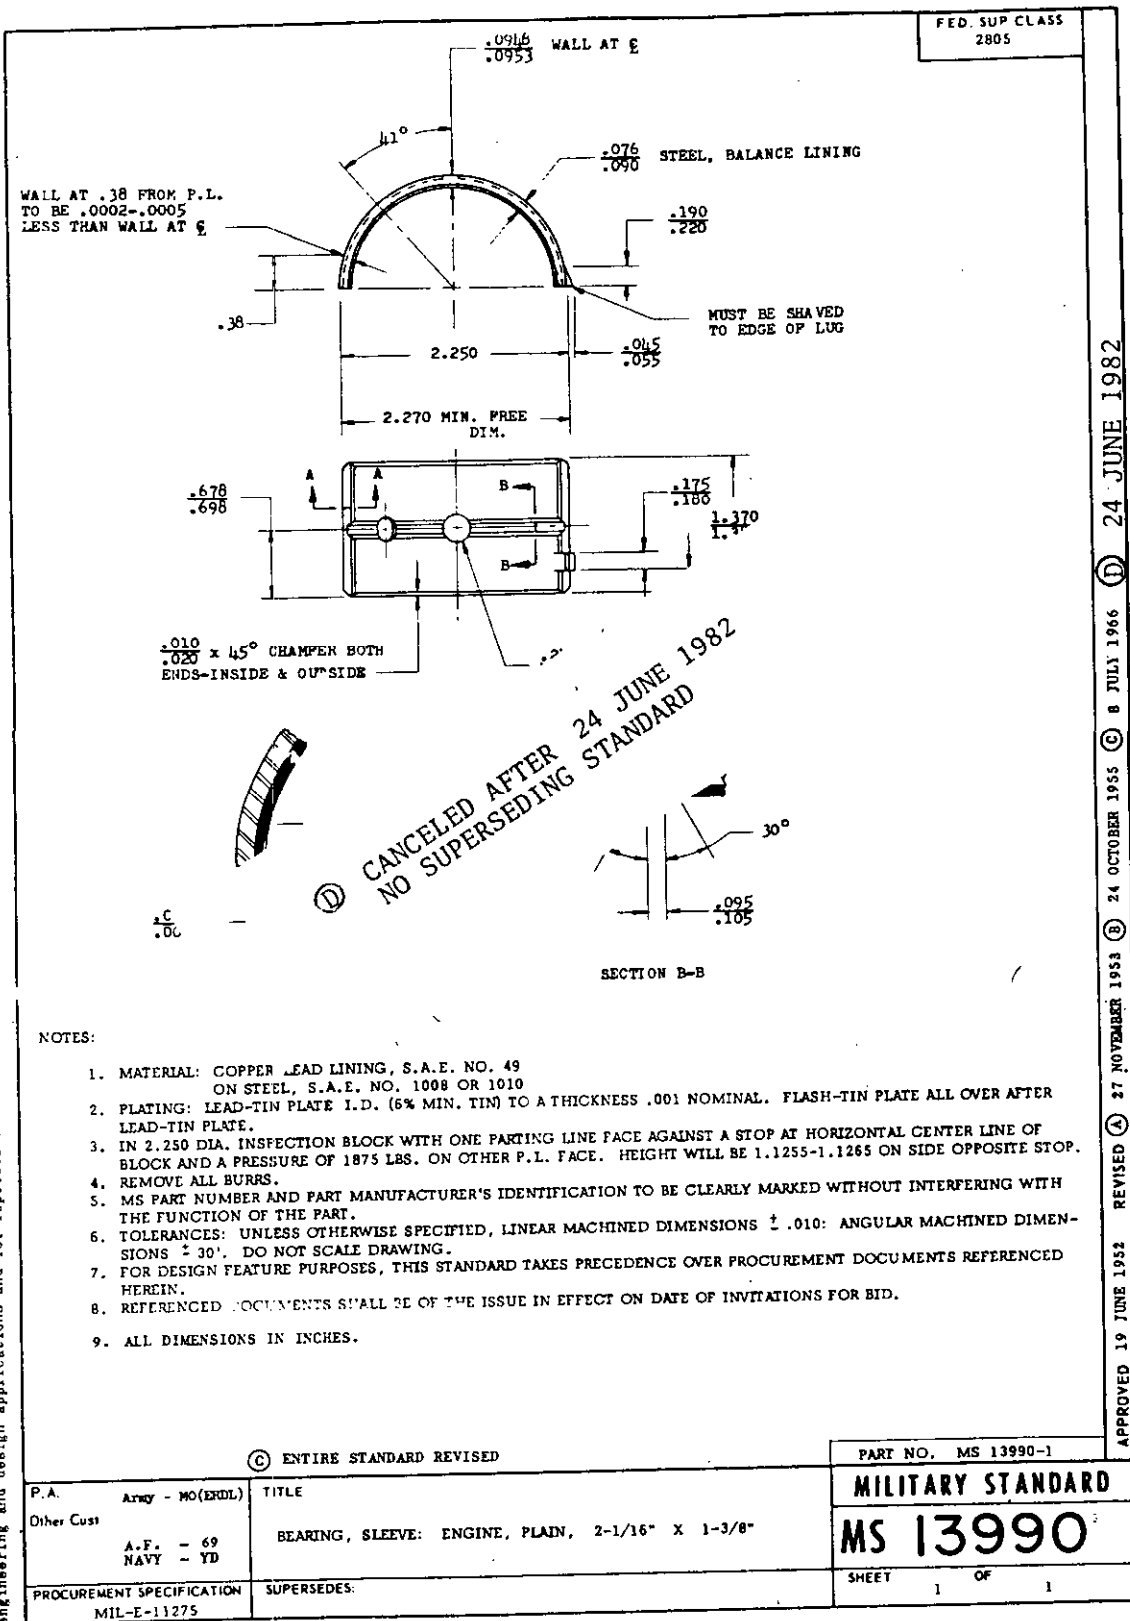 FED. SUP CLASS
2805
.0948
.0953
WALL AT ℄
41°
.076
.090
STEEL, BALANCE LINING
WALL AT .38 FROM P.L.
TO BE .0002-.0005
LESS THAN WALL AT ℄
.190
.220
.38
MUST BE SHAVED
TO EDGE OF LUG
2.250
.045
.055
2.270 MIN. FREE
DIM.
A A
B
B
.678
.698
.175
.180
1.370
.010
.020 x 45° CHAMFER BOTH
ENDS-INSIDE & OUTSIDE
Ⓓ CANCELED AFTER 24 JUNE 1982
NO SUPERSEDING STANDARD
30°
.095
.105
SECTION B-B
NOTES:
1. MATERIAL: COPPER LEAD LINING, S.A.E. NO. 49
ON STEEL, S.A.E. NO. 1008 OR 1010
2. PLATING: LEAD-TIN PLATE I.D. (6% MIN. TIN) TO A THICKNESS .001 NOMINAL. FLASH-TIN PLATE ALL OVER AFTER
LEAD-TIN PLATE.
3. IN 2.250 DIA. INSPECTION BLOCK WITH ONE PARTING LINE FACE AGAINST A STOP AT HORIZONTAL CENTER LINE OF
BLOCK AND A PRESSURE OF 1875 LBS. ON OTHER P.L. FACE. HEIGHT WILL BE 1.1255-1.1265 ON SIDE OPPOSITE STOP.
4. REMOVE ALL BURRS.
5. MS PART NUMBER AND PART MANUFACTURER'S IDENTIFICATION TO BE CLEARLY MARKED WITHOUT INTERFERING WITH
THE FUNCTION OF THE PART.
6. TOLERANCES: UNLESS OTHERWISE SPECIFIED, LINEAR MACHINED DIMENSIONS ± .010: ANGULAR MACHINED DIMEN-
SIONS ± 30'. DO NOT SCALE DRAWING.
7. FOR DESIGN FEATURE PURPOSES, THIS STANDARD TAKES PRECEDENCE OVER PROCUREMENT DOCUMENTS REFERENCED
HEREIN.
8. REFERENCED DOCUMENTS SHALL BE OF THE ISSUE IN EFFECT ON DATE OF INVITATIONS FOR BID.
9. ALL DIMENSIONS IN INCHES.
Ⓒ ENTIRE STANDARD REVISED
APPROVED 19 JUNE 1952 REVISED Ⓐ 27 NOVEMBER 1953 Ⓑ 24 OCTOBER 1955 Ⓒ 8 JULY 1966 Ⓓ 24 JUNE 1982
engineering and design applications and for
PART NO. MS 13990-1
P.A. Army - MO(ERDL)
Other Cust
A.F. - 69
NAVY - YD
TITLE
BEARING, SLEEVE: ENGINE, PLAIN, 2-1/16" X 1-3/8"
MILITARY STANDARD
MS 13990
PROCUREMENT SPECIFICATION
MIL-E-11275
SUPERSEDES:
SHEET 1 OF 1